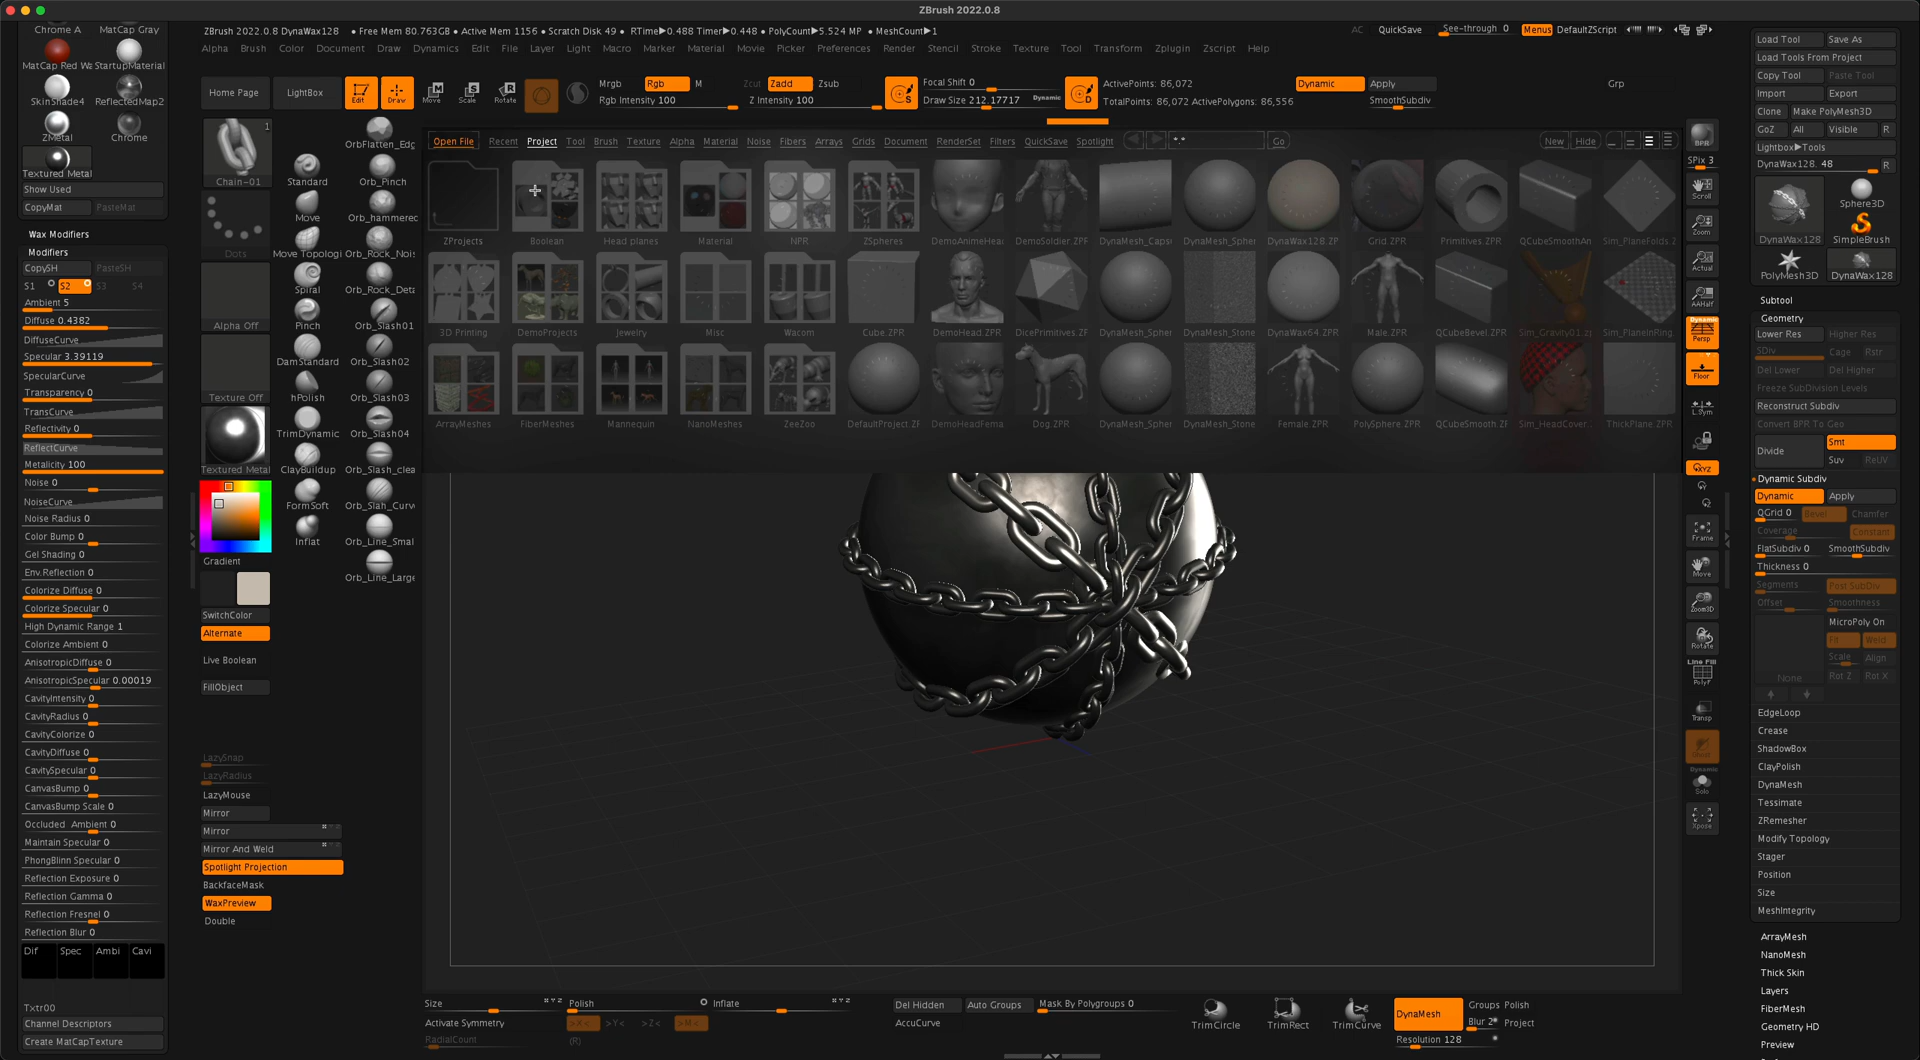 ZBrush 2022.0.8
ZBrush 2022.0.8 DynaWax128 • Free Mem 80.763GB • Active Mem 1156 • Scratch Disk 49 • RTime▶0.488 Timer▶0.448 • PolyCount▶5.524 MP • MeshCount▶1
AC QuickSave See-through 0 Menus DefaultZScript
Alpha Brush Color Document Draw Dynamics Edit File Layer Light Macro Marker Material Movie Picker Preferences Render Stencil Stroke Texture Tool Transform Zplugin Zscript Help
Home Page LightBox Edit Draw Move Scale Rotate
Mrgb Rgb M Zcut Zadd Zsub
Rgb Intensity 100 Z Intensity 100
Focal Shift 0
Draw Size 212.17717 Dynamic
ActivePoints: 86,072
TotalPoints: 86,072 ActivePolygons: 86,556
Dynamic Apply
SmoothSubdiv
Grp
Open File Recent Project Tool Brush Texture Alpha Material Noise Fibers Arrays Grids Document RenderSet Filters QuickSave Spotlight *.* Go New Hide
ZProjects Boolean Head planes Material NPR ZSpheres DemoAnimeHea DemoSoldier.ZPR DynaMesh_Caps DynaMesh_Spher DynaWax128.ZP Grid.ZPR Primitives.ZPR QCubeSmoothAn Sim_PlaneFolds.Z
3D Printing DemoProjects Jewelry Misc Wacom Cube.ZPR DemoHead.ZPR DicePrimitives.ZP DynaMesh_Spher DynaMesh_Stone DynaWax64.ZPR Male.ZPR QCubeBevel.ZPR Sim_Gravity01.z Sim_PlaneInRing.
ArrayMeshes FiberMeshes Mannequin NanoMeshes ZeeZoo DefaultProject.ZF DemoHeadFema Dog.ZPR DynaMesh_Spher DynaMesh_Stone Female.ZPR PolySphere.ZPR QCubeSmooth.ZF Sim_HeadCover. ThickPlane.ZPR
Chrome A MatCap Gray
MatCap Red Wa StartupMaterial
SkinShade4 ReflectedMap2
ZMetal Chrome
Textured Metal
Show Used
CopyMat PasteMat
Wax Modifiers
Modifiers
CopySH PasteSH
S1 S2 S3 S4
Ambient 5
Diffuse 0.4382
DiffuseCurve
Specular 3.39119
SpecularCurve
Transparency 0
TransCurve
Reflectivity 0
ReflectCurve
Metalicity 100
Noise 0
NoiseCurve
Noise Radius 0
Color Bump 0
Gel Shading 0
Env.Reflection 0
Colorize Diffuse 0
Colorize Specular 0
High Dynamic Range 1
Colorize Ambient 0
AnisotropicDiffuse 0
AnisotropicSpecular 0.00019
CavityIntensity 0
CavityRadius 0
CavityColorize 0
CavityDiffuse 0
CavitySpecular 0
CanvasBump 0
CanvasBump Scale 0
Occluded Ambient 0
Maintain Specular 0
PhongBlinn Specular 0
Reflection Exposure 0
Reflection Gamma 0
Reflection Fresnel 0
Reflection Blur 0
Dif Spec Ambi Cavi
Txtr00
Channel Descriptors
Create MatCapTexture
1
Chain-01
Dots
Alpha Off
Texture Off
Textured Metal
Gradient
SwitchColor
Alternate
Live Boolean
FillObject
LazySnap
LazyRadius
LazyMouse
Mirror
Mirror
Mirror And Weld
Spotlight Projection
BackfaceMask
WaxPreview
Double
Standard
Move
Move Topologi
Spiral
Pinch
DamStandard
hPolish
TrimDynamic
ClayBuildup
FormSoft
Inflat
OrbFlatten_Edg
Orb_Pinch
Orb_hammered
Orb_Rock_Nois
Orb_Rock_Deta
Orb_Slash01
Orb_Slash02
Orb_Slash03
Orb_Slash04
Orb_Slash_clea
Orb_Slah_Curv
Orb_Line_Smal
Orb_Line_Large
Size Polish Inflate
Activate Symmetry >X< >Y< >Z< >M<
RadialCount (R)
Del Hidden Auto Groups Mask By Polygroups 0
AccuCurve
TrimCircle TrimRect TrimCurve
DynaMesh Groups Polish
Blur 2 Project
Resolution 128
BPR
SPix 3
Scroll
Zoom
Actual
AAHalf
Dynamic
Persp
Floor
L.Sym
XYZ
Frame
Move
Zoom3D
Rotate
Line Fill
PolyF
Transp
Ghost
Dynamic
Solo
Xpose
Load Tool Save As
Load Tools From Project
Copy Tool Paste Tool
Import Export
Clone Make PolyMesh3D
GoZ All Visible R
Lightbox▶Tools
DynaWax128. 48 R
DynaWax128 Sphere3D
SimpleBrush
PolyMesh3D DynaWax128
Subtool
Geometry
Lower Res Higher Res
SDiv Cage Rstr
Del Lower Del Higher
Freeze SubDivision Levels
Reconstruct Subdiv
Convert BPR To Geo
Divide Smt
Suv ReUV
Dynamic Subdiv
Dynamic Apply
QGrid 0 Bevel Chamfer
Coverage Constant
FlatSubdiv 0 SmoothSubdiv
Thickness 0
Segments Post SubDiv
Offset Smoothness
MicroPoly On
Fit Weld
Scale Align
None Rot Z Rot X
EdgeLoop
Crease
ShadowBox
ClayPolish
DynaMesh
Tessimate
ZRemesher
Modify Topology
Stager
Position
Size
MeshIntegrity
ArrayMesh
NanoMesh
Thick Skin
Layers
FiberMesh
Geometry HD
Preview